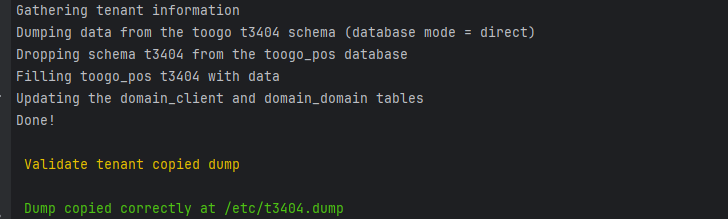 Gathering tenant information
Dumping data from the toogo t3404 schema (database mode = direct)
Dropping schema t3404 from the toogo_pos database
Filling toogo_pos t3404 with data
Updating the domain_client and domain_domain tables
Done!
Validate tenant copied dump
Dump copied correctly at /etc/t3404.dump